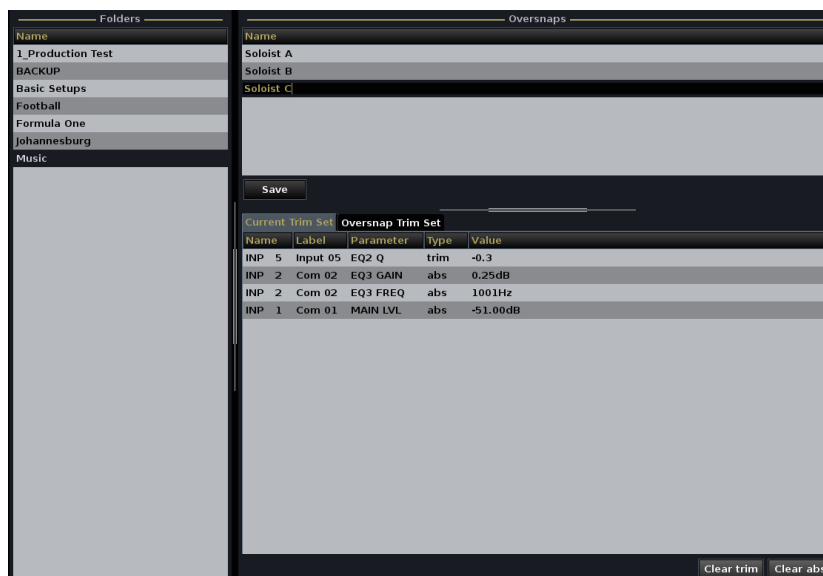 Folders
Name
1_Production Test
BACKUP
Basic Setups
Football
Formula One
Johannesburg
Music
Oversnaps
Name
Soloist A
Soloist B
Soloist C
Save
Current Trim Set Oversnap Trim Set
Name Label Parameter Type Value
INP 5 Input 05 EQ2 Q trim -0.3
INP 2 Com 02 EQ3 GAIN abs 0.25dB
INP 2 Com 02 EQ3 FREQ abs 1001Hz
INP 1 Com 01 MAIN LVL abs -51.00dB
Clear trim Clear abs